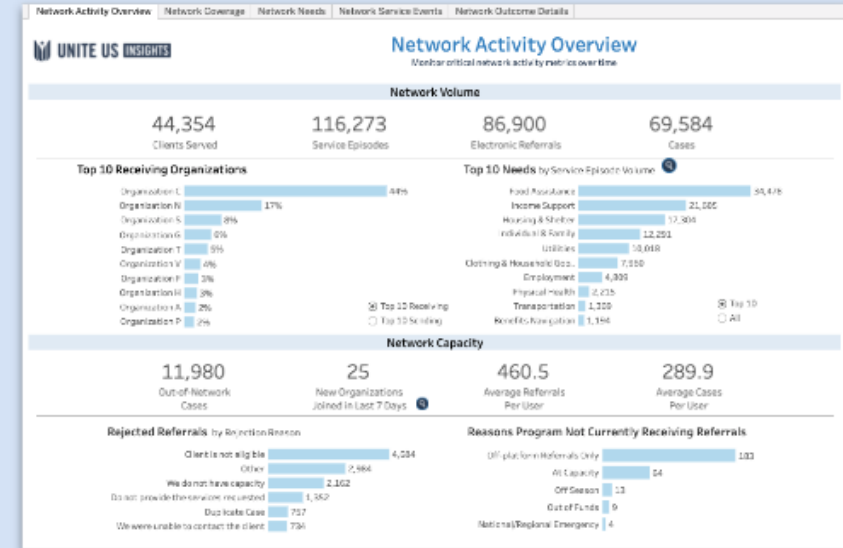 Network Activity Overview Network Coverage Network Needs Network Service Events Network Outcome Details
UNITE US INSIGHTS
Network Activity Overview
Monitor critical network activity metrics over time
Network Volume
44,354 116,273 86,900 69,584
Clients Served Service Episodes Electronic Referrals Cases
Top 10 Receiving Organizations
Organization C 44%
Organization N 17%
Organization S 8%
Organization G 6%
Organization T 5%
Organization V 4%
Organization F 3%
Organization H 3%
Organization A 2%
Organization P 2%
Top 10 Receiving
Top 10 Sending
Top 10 Needs by Service Episode Volume
Food Assistance 34,476
Income Support
Housing & Shelter 17,304
Individual & Family 12,291
Utilities 10,018
Clothing & Household Goo..
Employment
Physical Health 2,215
Transportation
Benefits Navigation 1,194
Top 10
All
Network Capacity
11,980 25 460.5 289.9
Out-of-Network New Organizations Average Referrals Average Cases
Cases Joined in Last 7 Days Per User Per User
Rejected Referrals by Rejection Reason
Client is not eligible
Other 2,984
We do not have capacity 2,162
Do not provide the services requested 1,352
Duplicate Case 757
We were unable to contact the client 734
Reasons Program Not Currently Receiving Referrals
Off-platform Referrals Only 183
At Capacity 64
Off Season 13
Out of Funds 9
National/Regional Emergency 4